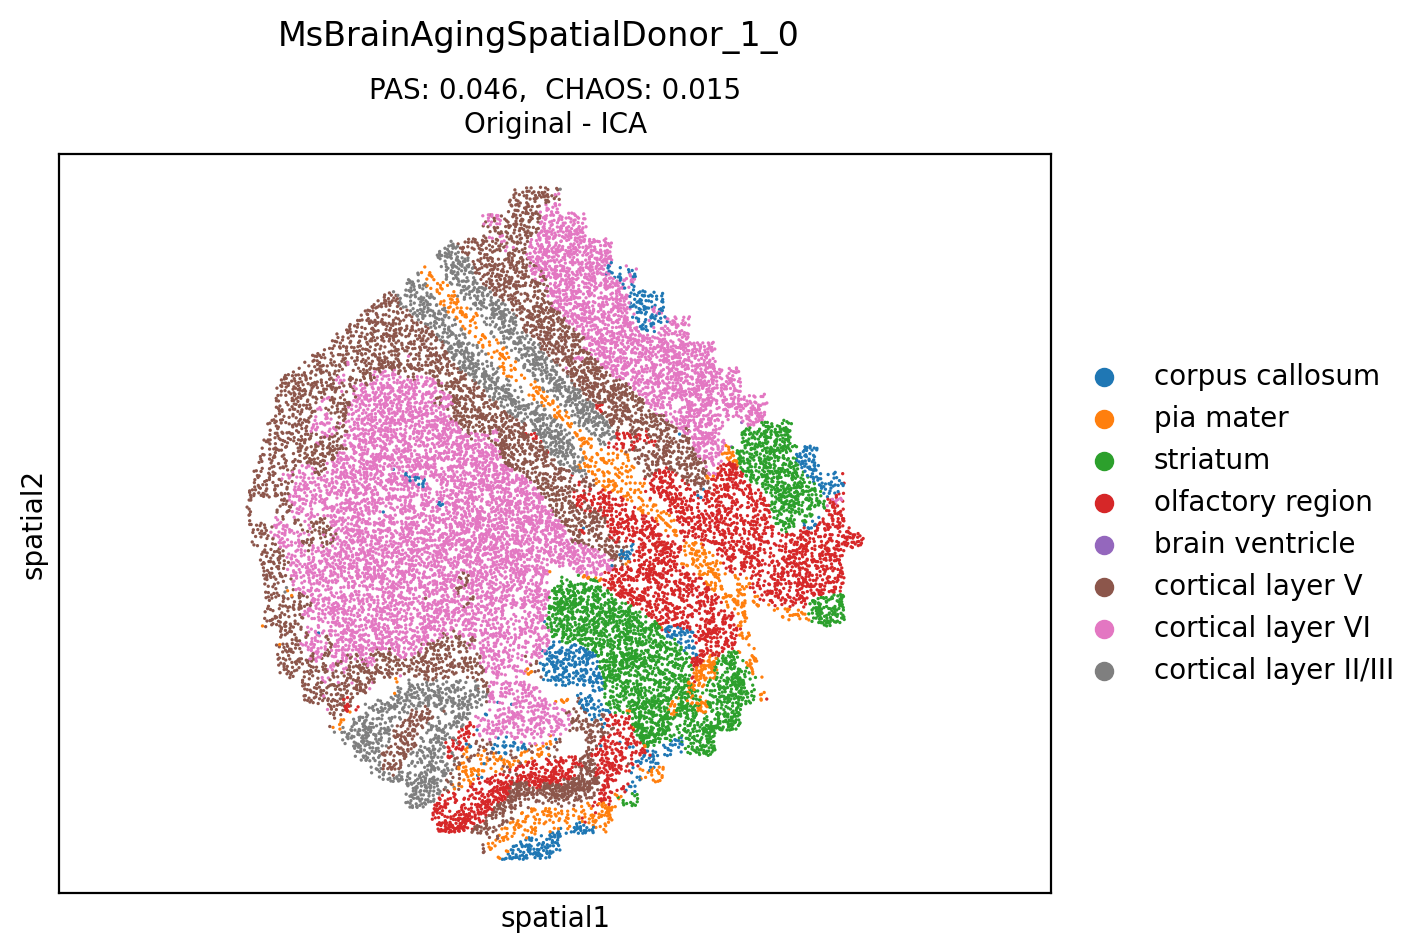 MsBrainAgingSpatialDonor_1_0
PAS: 0.046,  CHAOS: 0.015
Original - ICA
spatial2
spatial1
corpus callosum
pia mater
striatum
olfactory region
brain ventricle
cortical layer V
cortical layer VI
cortical layer II/III